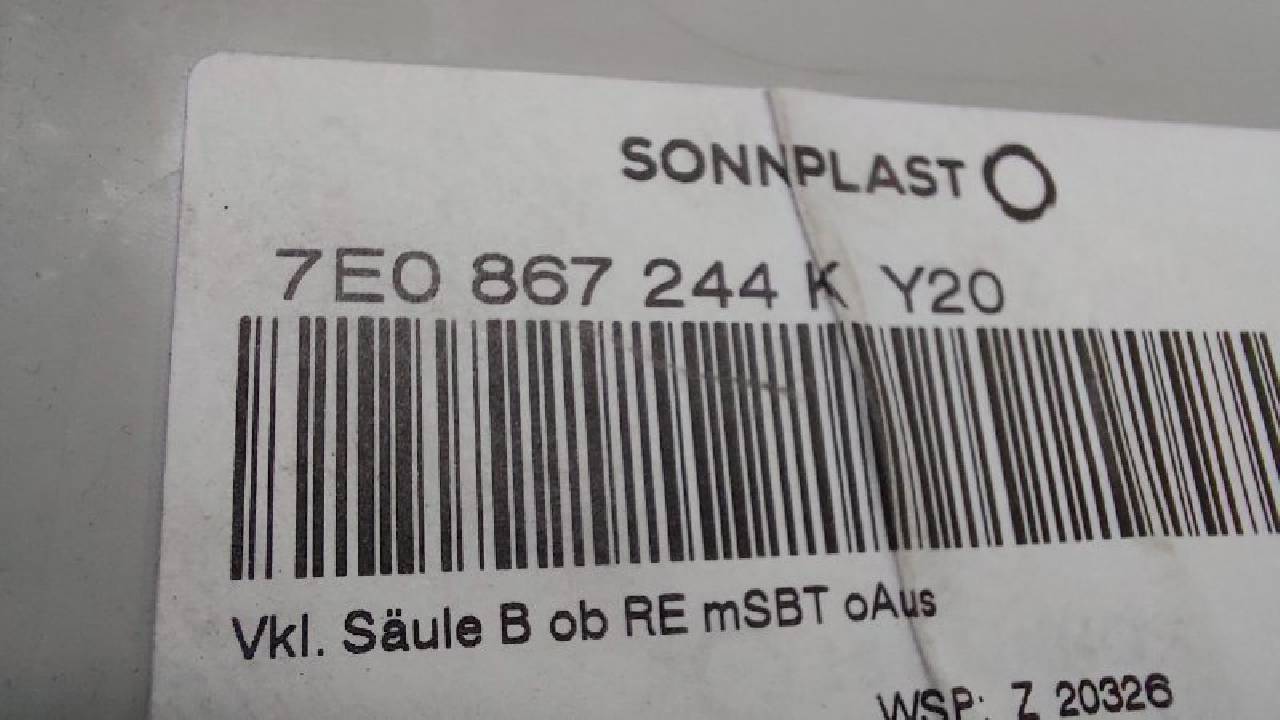 SONNPLAST
7E0 867 244 K Y20
Vkl. Säule B ob RE mSBT oAus
WSP: Z 20326